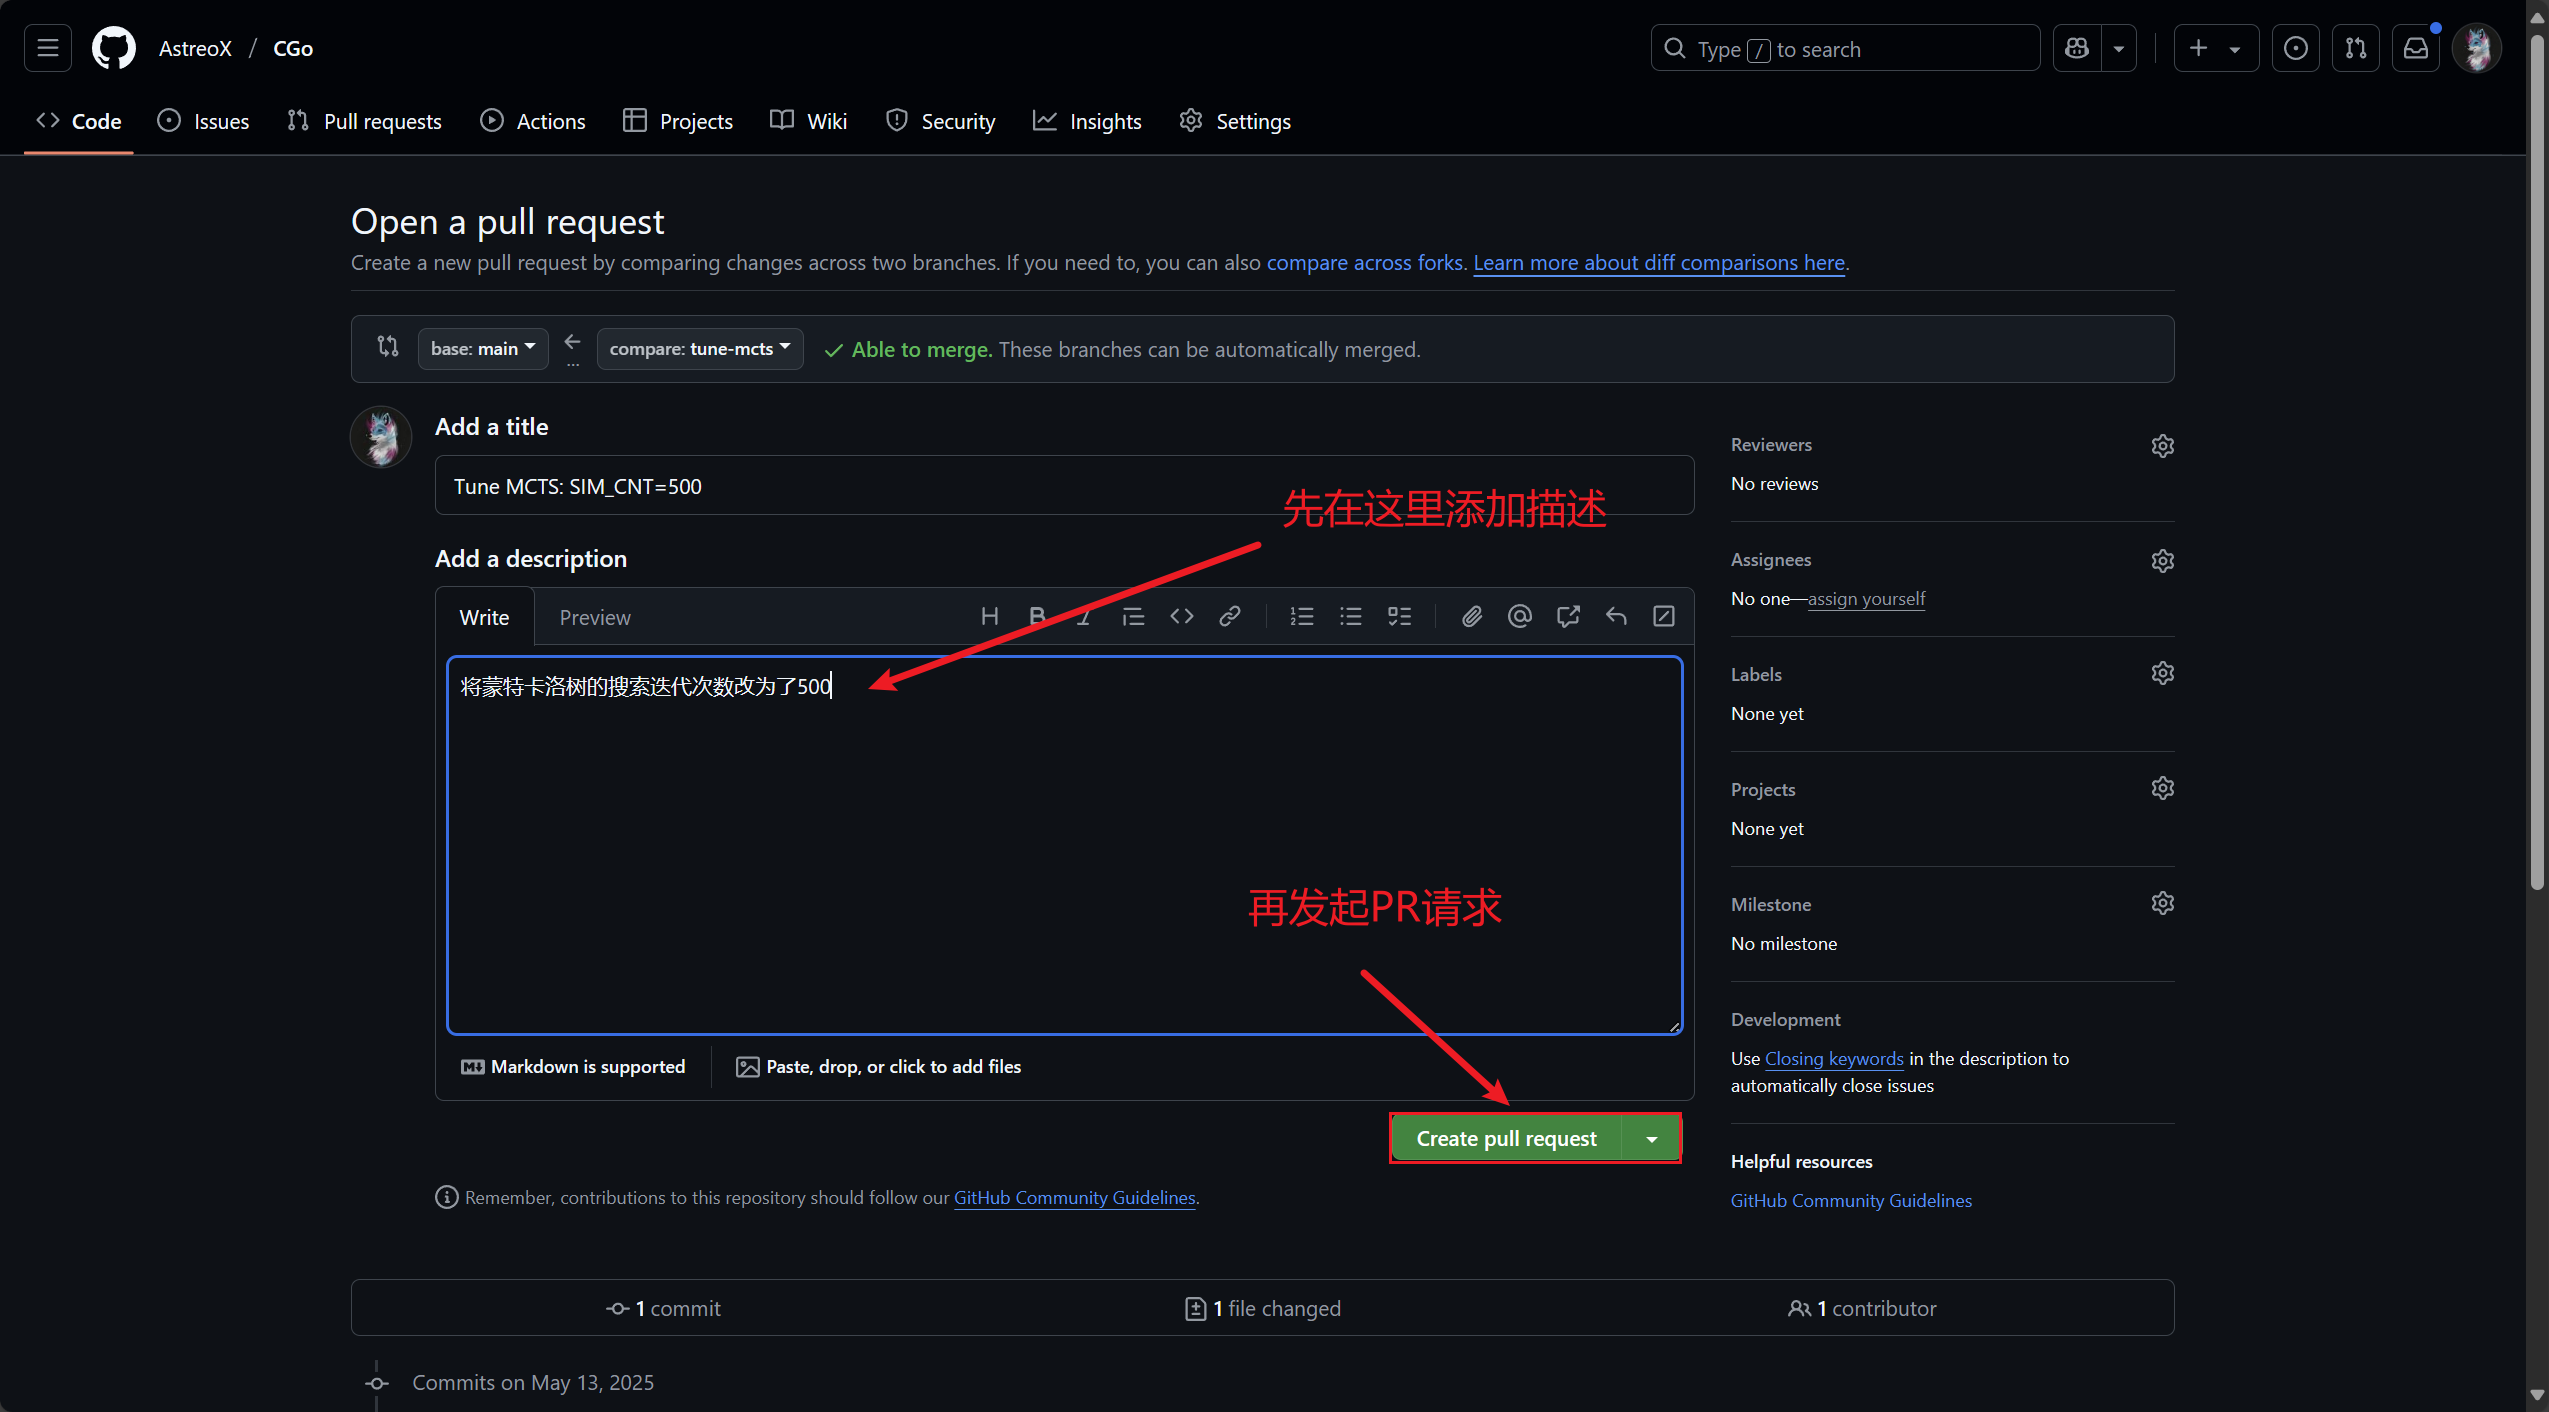 AstreoX / CGo
Type / to search
Code Issues Pull requests Actions Projects Wiki Security Insights Settings
Open a pull request
Create a new pull request by comparing changes across two branches. If you need to, you can also compare across forks. Learn more about diff comparisons here.
base: main
...
compare: tune-mcts
Able to merge. These branches can be automatically merged.
Add a title
Tune MCTS: SIM_CNT=500
先在这里添加描述
Add a description
Write Preview
将蒙特卡洛树的搜索迭代次数改为了500
再发起PR请求
Markdown is supported
Paste, drop, or click to add files
Create pull request
Remember, contributions to this repository should follow our GitHub Community Guidelines.
Reviewers
No reviews
Assignees
No one—assign yourself
Labels
None yet
Projects
None yet
Milestone
No milestone
Development
Use Closing keywords in the description to
automatically close issues
Helpful resources
GitHub Community Guidelines
1 commit
1 file changed
1 contributor
Commits on May 13, 2025